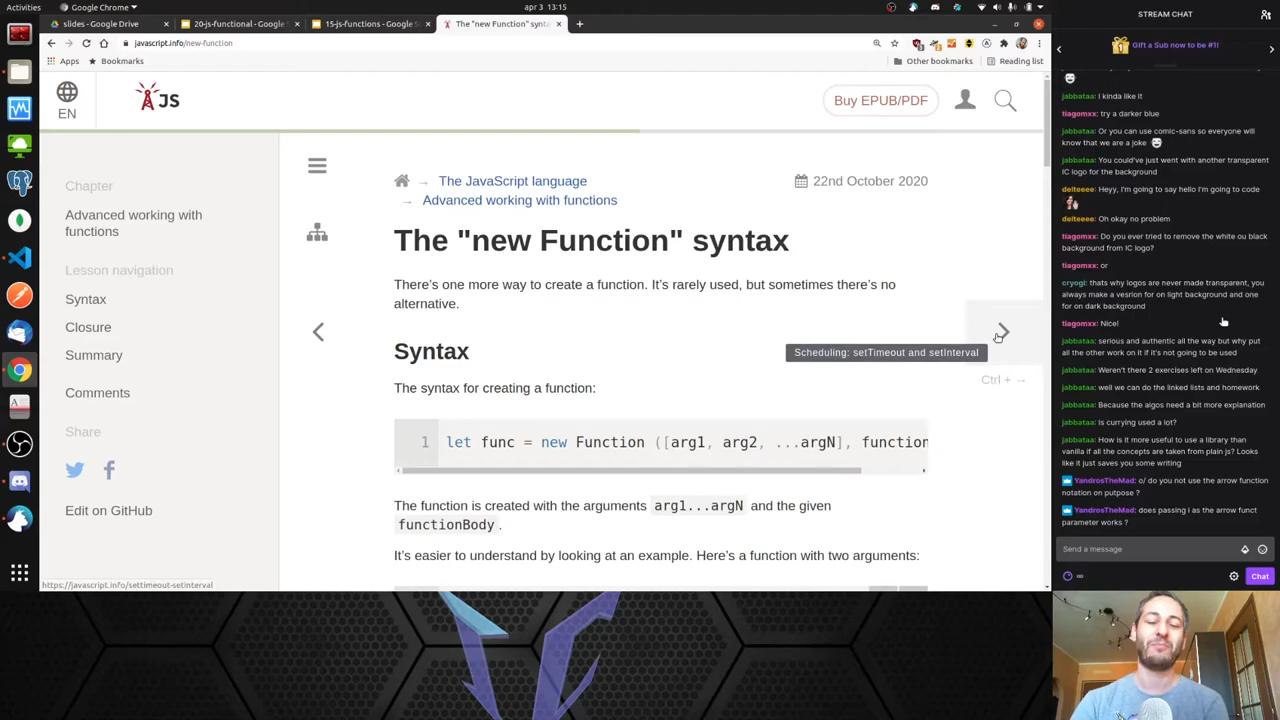 Activities
Google Chrome
apr 3 13:15
slides - Google Drive
20-js-functional - Google S
15-js-functions - Google S
The "new Function" synt
javascript.info/new-function
Apps
Bookmarks
Other bookmarks
Reading list
EN
JS
Buy EPUB/PDF
Chapter
Advanced working with
functions
Lesson navigation
Syntax
Closure
Summary
Comments
Share
Edit on GitHub
→ The JavaScript language
→ Advanced working with functions
22nd October 2020
The "new Function" syntax
There's one more way to create a function. It's rarely used, but sometimes there's no
alternative.
Syntax
Scheduling: setTimeout and setInterval
Ctrl + →
The syntax for creating a function:
1 let func = new Function ([arg1, arg2, ...argN], function
The function is created with the arguments arg1...argN and the given
functionBody.
It's easier to understand by looking at an example. Here's a function with two arguments:
https://javascript.info/settimeout-setinterval
STREAM CHAT
Gift a Sub now to be #1!
jabbataa: I kinda like it
tiagomxx: try a darker blue
jabbataa: Or you can use comic-sans so everyone will
know that we are a joke
jabbataa: You could've just went with another transparent
IC logo for the background
deiteeee: Heyy, I'm going to say hello I'm going to code
deiteeee: Oh okay no problem
tiagomxx: Do you ever tried to remove the white ou black
background from IC logo?
tiagomxx: or
cryogl: thats why logos are never made transparent, you
always make a vesrion for on light background and one
for on dark background
tiagomxx: Nice!
jabbataa: serious and authentic all the way but why put
all the other work on it if it's not going to be used
jabbataa: Weren't there 2 exercises left on Wednesday
jabbataa: well we can do the linked lists and homework
jabbataa: Because the algos need a bit more explanation
jabbataa: Is currying used a lot?
jabbataa: How is it more useful to use a library than
vanilla if all the concepts are taken from plain js? Looks
like it just saves you some writing
YandrosTheMad: o/ do you not use the arrow function
notation on putpose ?
YandrosTheMad: does passing i as the arrow funct
parameter works ?
Send a message
Chat